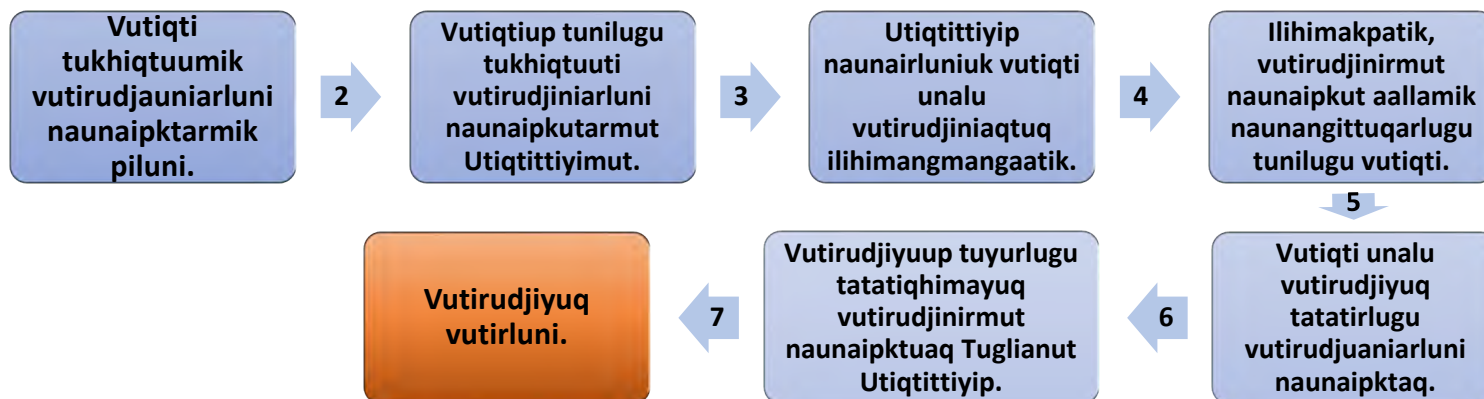 Vutiqti
tukhiqtuumik
vutirudjauniarluni
naunaipktarmik
piluni.
2
Vutiqtiup tunilugu
tukhiqtuuti
vutirudjiniarluni
naunaipkutarmut
Utiqtittiyimut.
3
Utiqtittiyip
naunairluniuk vutiqti
unalu
vutirudjiniaqtuq
ilihimangmangaatik.
4
Ilihimakpatik,
vutirudjinirmut
naunaipkut aallamik
naunangittuqarlugu
tunilugu vutiqti.
5
Vutiqti unalu
vutirudjiyuq
tatatirlugu
vutirudjuaniarluni
naunaipktaq.
6
Vutirudjiyuup tuyurlugu
tatatiqhimayuq
vutirudjinirmut
naunaipktuaq Tuglianut
Utiqtittiyip.
7
Vutirudjiyuq
vutirluni.